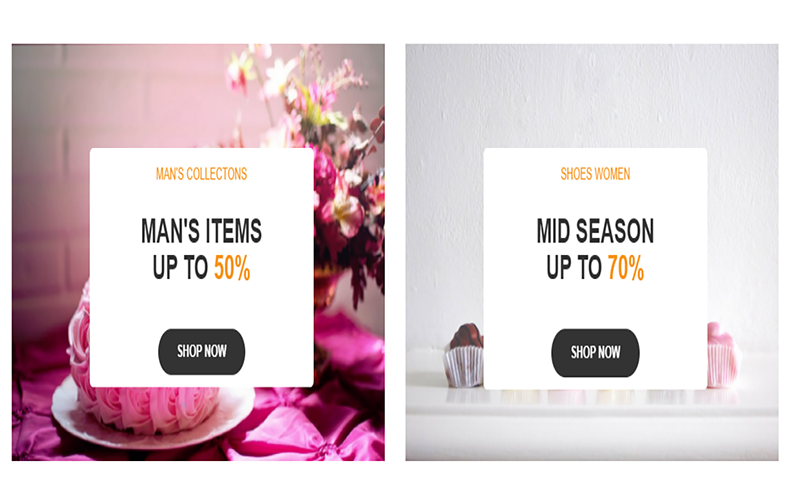 MAN'S COLLECTONS
MAN'S ITEMS
UP TO 50%
SHOP NOW
SHOES WOMEN
MID SEASON
UP TO 70%
SHOP NOW